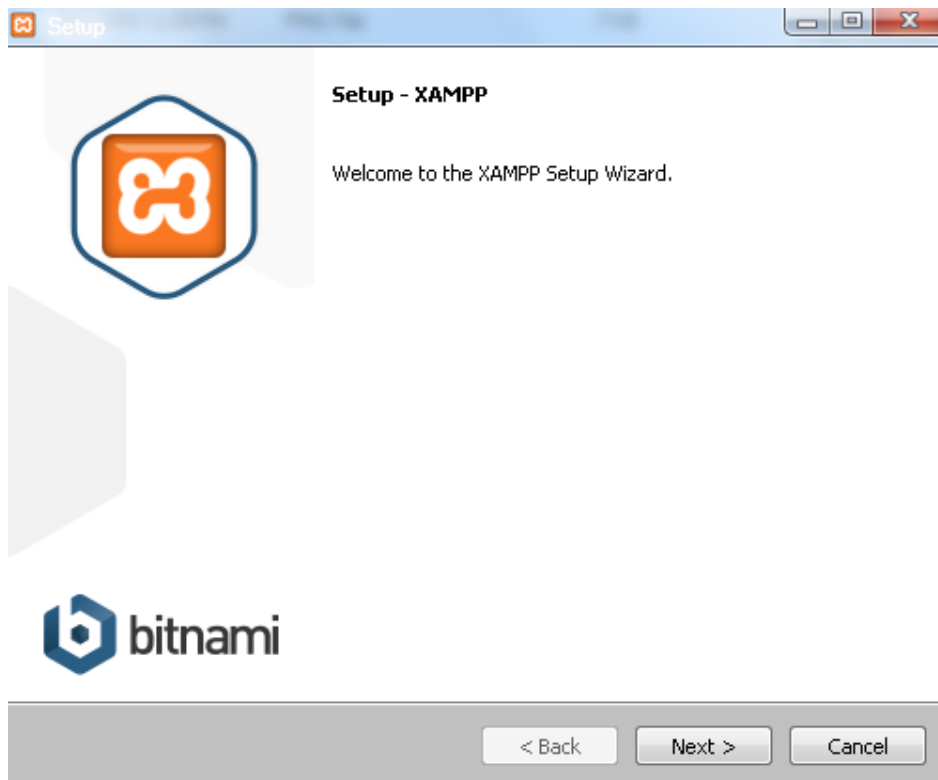 Setup
Setup - XAMPP
Welcome to the XAMPP Setup Wizard.
bitnami
< Back
Next >
Cancel